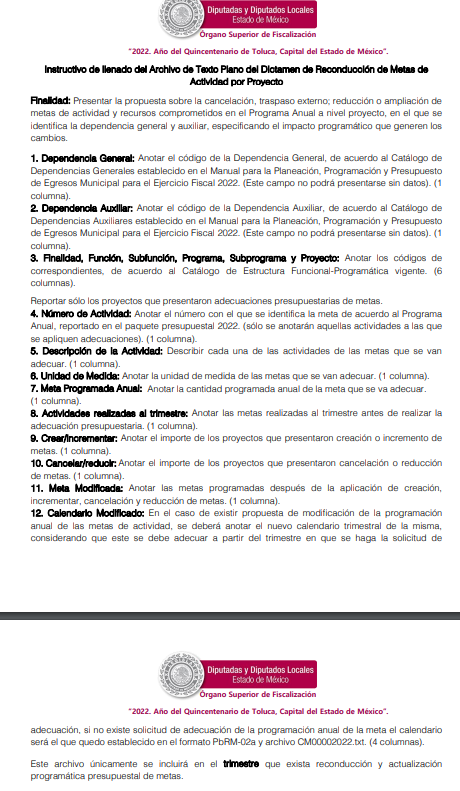 Diputadas y Diputados Locales
Estado de México
Órgano Superior de Fiscalización
"2022. Año del Quincentenario de Toluca, Capital del Estado de México".
Instructivo de llenado del Archivo de Texto Plano del Dictamen de Reconducción de Metas de
Actividad por Proyecto
Finalidad: Presentar la propuesta sobre la cancelación, traspaso externo; reducción o ampliación de
metas de actividad y recursos comprometidos en el Programa Anual a nivel proyecto, en el que se
identifica la dependencia general y auxiliar, especificando el impacto programático que generen los
cambios.
1. Dependencia General: Anotar el código de la Dependencia General, de acuerdo al Catálogo de
Dependencias Generales establecido en el Manual para la Planeación, Programación y Presupuesto
de Egresos Municipal para el Ejercicio Fiscal 2022. (Este campo no podrá presentarse sin datos). (1
columna).
2. Dependencia Auxiliar: Anotar el código de la Dependencia Auxiliar, de acuerdo al Catálogo de
Dependencias Auxiliares establecido en el Manual para la Planeación, Programación y Presupuesto
de Egresos Municipal para el Ejercicio Fiscal 2022. (Este campo no podrá presentarse sin datos). (1
columna).
3. Finalidad, Función, Subfunción, Programa, Subprograma y Proyecto: Anotar los códigos de
correspondientes, de acuerdo al Catálogo de Estructura Funcional-Programática vigente. (6
columnas).
Reportar sólo los proyectos que presentaron adecuaciones presupuestarias de metas.
4. Número de Actividad: Anotar el número con el que se identifica la meta de acuerdo al Programa
Anual, reportado en el paquete presupuestal 2022. (sólo se anotarán aquellas actividades a las que
se apliquen adecuaciones). (1 columna).
5. Descripción de la Actividad: Describir cada una de las actividades de las metas que se van
adecuar. (1 columna).
6. Unidad de Medida: Anotar la unidad de medida de las metas que se van adecuar. (1 columna).
7. Meta Programada Anual: Anotar la cantidad programada anual de la meta que se va adecuar.
(1 columna).
8. Actividades realizadas al trimestre: Anotar las metas realizadas al trimestre antes de realizar la
adecuación presupuestaria. (1 columna).
9. Crear/Incrementar: Anotar el importe de los proyectos que presentaron creación o incremento de
metas. (1 columna).
10. Cancelar/reducir: Anotar el importe de los proyectos que presentaron cancelación o reducción
de metas. (1 columna).
11. Meta Modificada: Anotar las metas programadas después de la aplicación de creación,
incrementar, cancelación y reducción de metas. (1 columna).
12. Calendario Modificado: En el caso de existir propuesta de modificación de la programación
anual de las metas de actividad, se deberá anotar el nuevo calendario trimestral de la misma,
considerando que este se debe adecuar a partir del trimestre en que se haga la solicitud de
Diputadas y Diputados Locales
Estado de México
Órgano Superior de Fiscalización
"2022. Año del Quincentenario de Toluca, Capital del Estado de México".
adecuación, si no existe solicitud de adecuación de la programación anual de la meta el calendario
será el que quedo establecido en el formato PbRM-02a y archivo CM00002022.txt. (4 columnas).
Este archivo únicamente se incluirá en el trimestre que exista reconducción y actualización
programática presupuestal de metas.